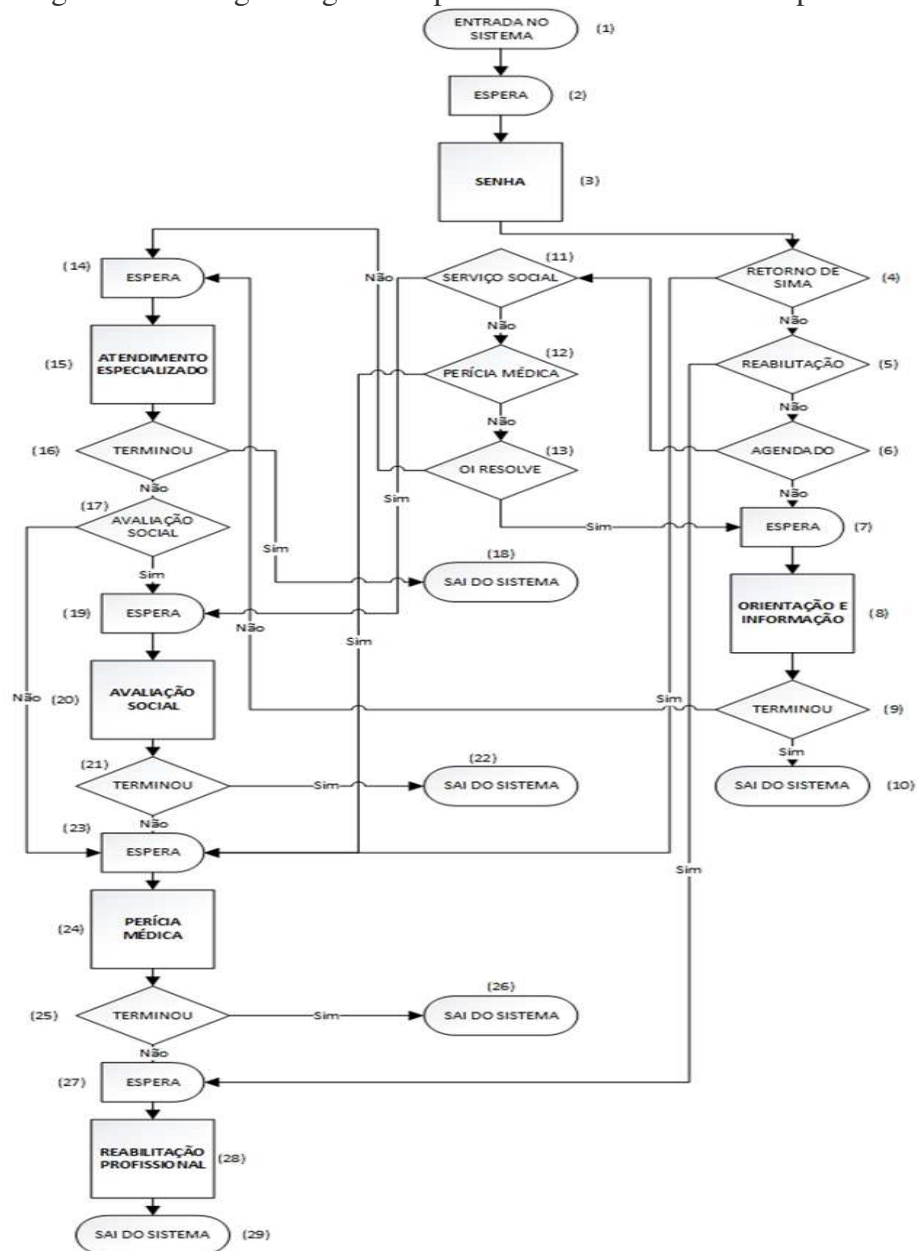 ENTRADA NO
SISTEMA
(1)
ESPERA
(2)
SENHA
(3)
RETORNO DE
SIMA
(4)
Não
REABILITAÇÃO
(5)
Não
AGENDADO
(6)
Não
ESPERA
(7)
ORIENTAÇÃO E
INFORMAÇÃO
(8)
TERMINOU
(9)
Sim
SAI DO SISTEMA
(10)
(11)
SERVIÇO SOCIAL
Não
(12)
PERÍCIA MÉDICA
Não
(13)
OI RESOLVE
Não
Sim
Sim
(14)
ESPERA
(15)
ATENDIMENTO
ESPECIALIZADO
(16)
TERMINOU
Não
Sim
(17)
AVALIAÇÃO
SOCIAL
Sim
Não
(18)
SAI DO SISTEMA
(19)
ESPERA
Não
Sim
Sim
Sim
(20)
AVALIAÇÃO
SOCIAL
(21)
TERMINOU
Sim
(22)
SAI DO SISTEMA
Não
(23)
ESPERA
(24)
PERÍCIA
MÉDICA
(25)
TERMINOU
Sim
(26)
SAI DO SISTEMA
Não
(27)
ESPERA
REABILITAÇÃO
PROFISSIONAL
(28)
SAI DO SISTEMA
(29)